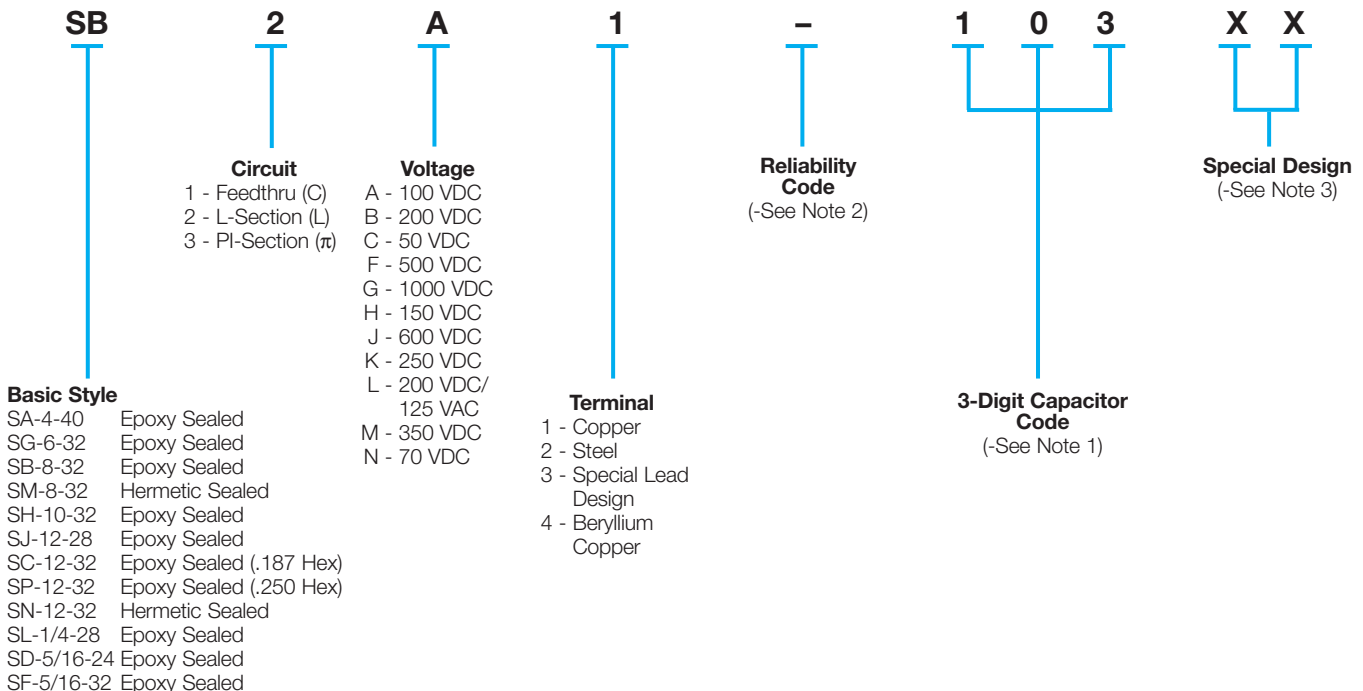 SB 2 A 1 – 1 0 3 X X
Circuit
1 - Feedthru (C)
2 - L-Section (L)
3 - PI-Section (π)
Voltage
A - 100 VDC
B - 200 VDC
C - 50 VDC
F - 500 VDC
G - 1000 VDC
H - 150 VDC
J - 600 VDC
K - 250 VDC
L - 200 VDC/
125 VAC
M - 350 VDC
N - 70 VDC
Reliability
Code
(-See Note 2)
Special Design
(-See Note 3)
Basic Style
SA-4-40 Epoxy Sealed
SG-6-32 Epoxy Sealed
SB-8-32 Epoxy Sealed
SM-8-32 Hermetic Sealed
SH-10-32 Epoxy Sealed
SJ-12-28 Epoxy Sealed
SC-12-32 Epoxy Sealed (.187 Hex)
SP-12-32 Epoxy Sealed (.250 Hex)
SN-12-32 Hermetic Sealed
SL-1/4-28 Epoxy Sealed
SD-5/16-24 Epoxy Sealed
SF-5/16-32 Epoxy Sealed
Terminal
1 - Copper
2 - Steel
3 - Special Lead
Design
4 - Beryllium
Copper
3-Digit Capacitor
Code
(-See Note 1)